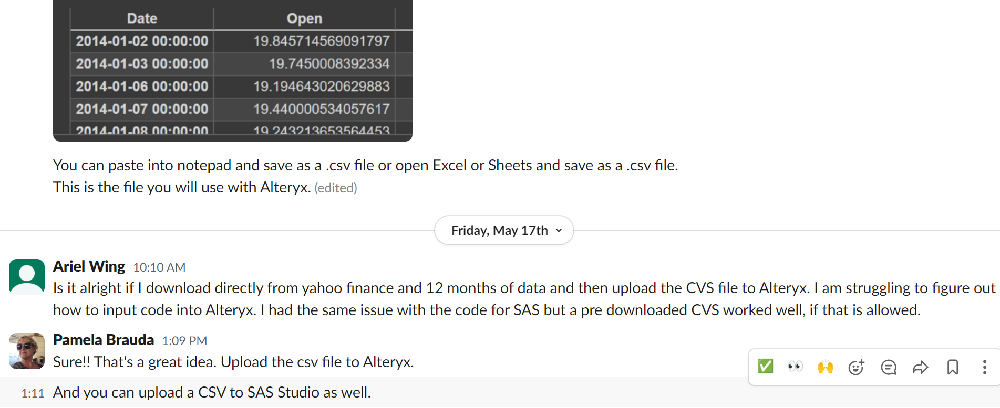 Date Open
2014-01-02 00:00:00 19.845714569091797
2014-01-03 00:00:00 19.7450008392334
2014-01-06 00:00:00 19.194643020629883
2014-01-07 00:00:00 19.440000534057617
2014-01-08 00:00:00 19.243213653564453
You can paste into notepad and save as a .csv file or open Excel or Sheets and save as a .csv file.
This is the file you will use with Alteryx. (edited)
Friday, May 17th
Ariel Wing 10:10 AM
Is it alright if I download directly from yahoo finance and 12 months of data and then upload the CVS file to Alteryx. I am struggling to figure out
how to input code into Alteryx. I had the same issue with the code for SAS but a pre downloaded CVS worked well, if that is allowed.
Pamela Brauda 1:09 PM
Sure!! That's a great idea. Upload the csv file to Alteryx.
1:11 And you can upload a CSV to SAS Studio as well.